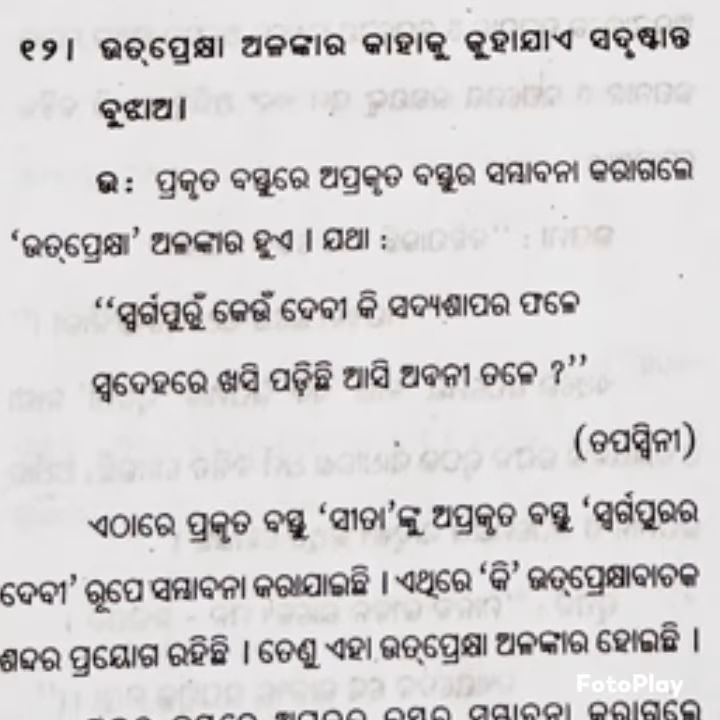 ୧୨। ଉତ୍‌ପ୍ରେକ୍ଷା ଅଳଙ୍କାର କାହାକୁ କୁହାଯାଏ ସଦୃଷ୍ଟାନ୍ତ
ବୁଝାଅ।
ଉ : ପ୍ରକୃତ ବସ୍ତୁରେ ଅପ୍ରକୃତ ବସ୍ତୁର ସମ୍ଭାବନା କରାଗଲେ
‘ଉତ୍‌ପ୍ରେକ୍ଷା’ ଅଳଙ୍କାର ହୁଏ । ଯଥା :
‘‘ସ୍ୱର୍ଗପୁରୁଁ କେଉଁ ଦେବୀ କି ସଦ୍ୟଶାପର ଫଳେ
ସ୍ୱଦେହରେ ଖସି ପଡ଼ିଛି ଆସି ଅବନୀ ତଳେ ?’’
(ତପସ୍ୱିନୀ)
ଏଠାରେ ପ୍ରକୃତ ବସ୍ତୁ ‘ସୀତା’ଙ୍କୁ ଅପ୍ରକୃତ ବସ୍ତୁ ‘ସ୍ୱର୍ଗପୁରର
ଦେବୀ’ ରୂପେ ସମ୍ଭାବନା କରାଯାଇଛି । ଏଥିରେ ‘କି’ ଉତ୍‌ପ୍ରେକ୍ଷାବାଚକ
ଶବ୍ଦର ପ୍ରୟୋଗ ରହିଛି । ତେଣୁ ଏହା ଉତ୍‌ପ୍ରେକ୍ଷା ଅଳଙ୍କାର ହୋଇଛି ।
FotoPlay